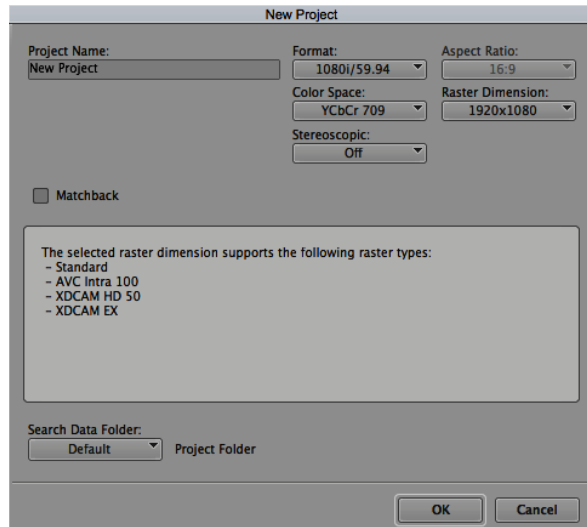 New Project
Project Name:
New Project
Format:
1080i/59.94
Aspect Ratio:
16:9
Color Space:
YCbCr 709
Raster Dimension:
1920x1080
Stereoscopic:
Off
Matchback
The selected raster dimension supports the following raster types:
– Standard
– AVC Intra 100
– XDCAM HD 50
– XDCAM EX
Search Data Folder:
Default
Project Folder
OK
Cancel